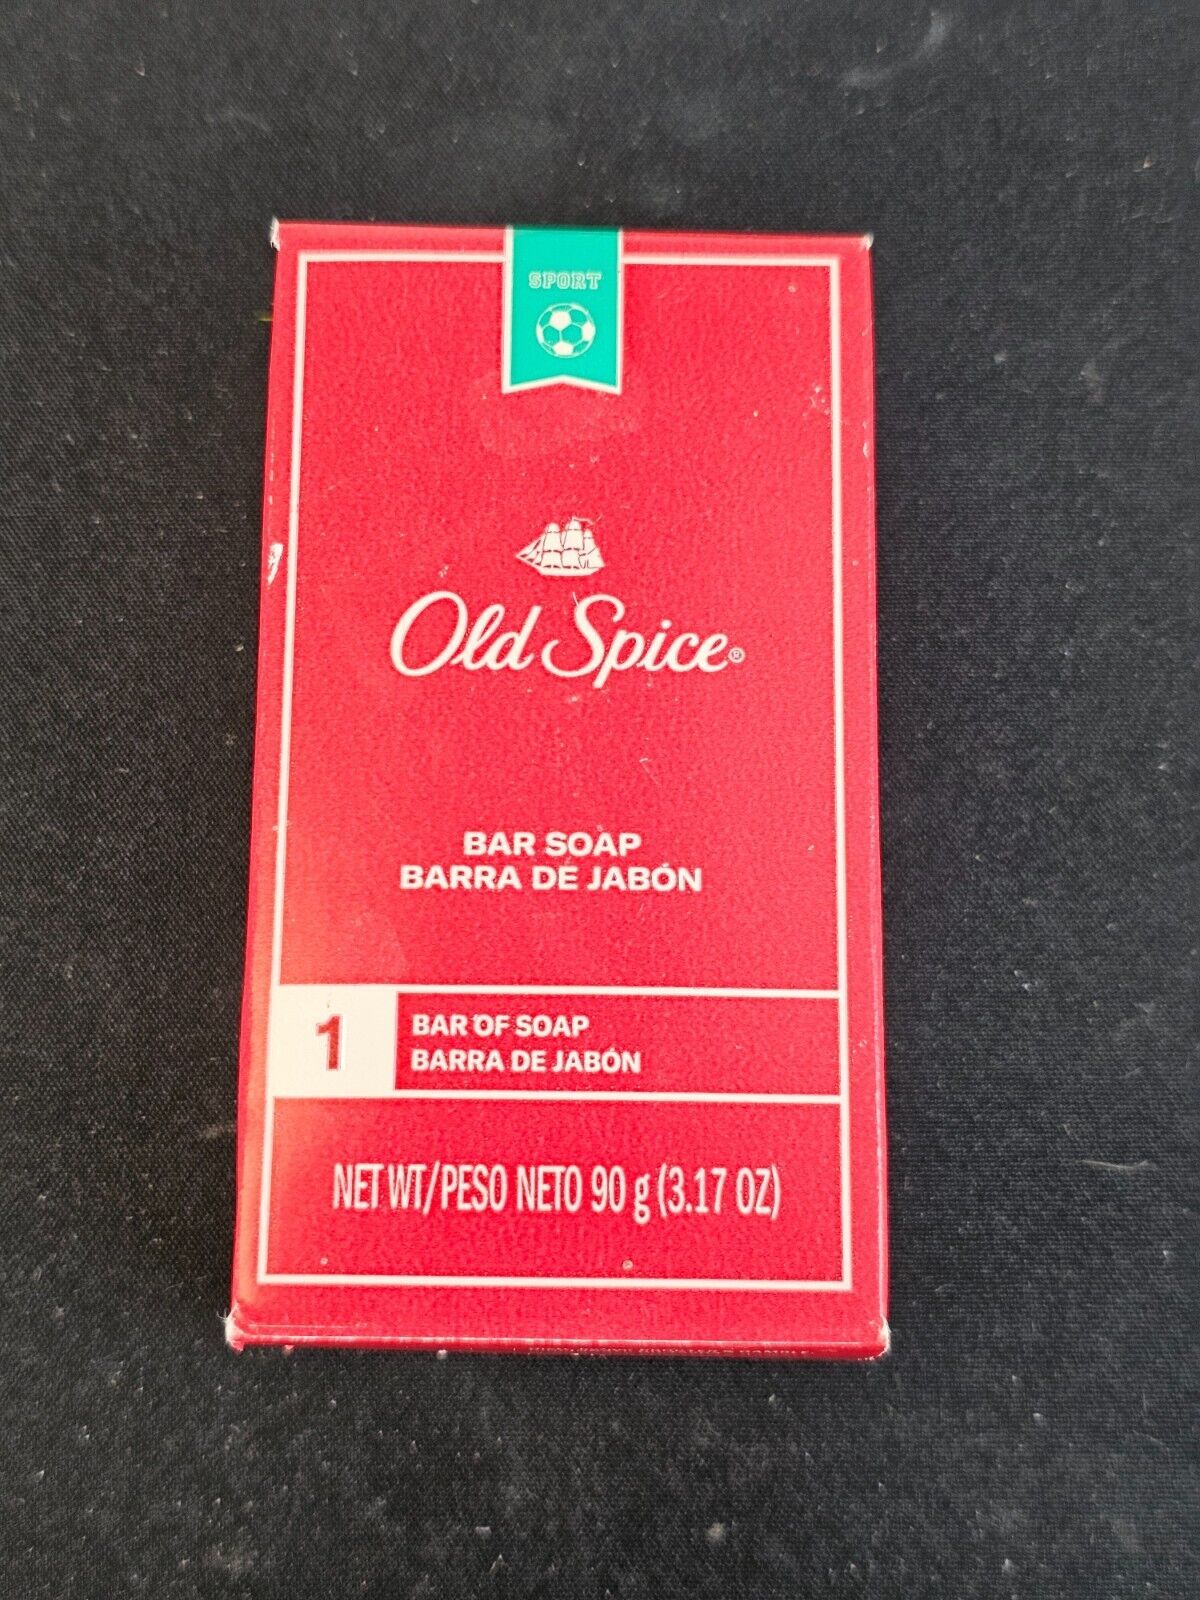 SPORT
Old Spice®
BAR SOAP
BARRA DE JABÓN
1
BAR OF SOAP
BARRA DE JABÓN
NET WT/PESO NETO 90 g (3.17 OZ)